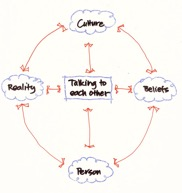 Culture
Reality
Talking to
each other
Beliefs
Person